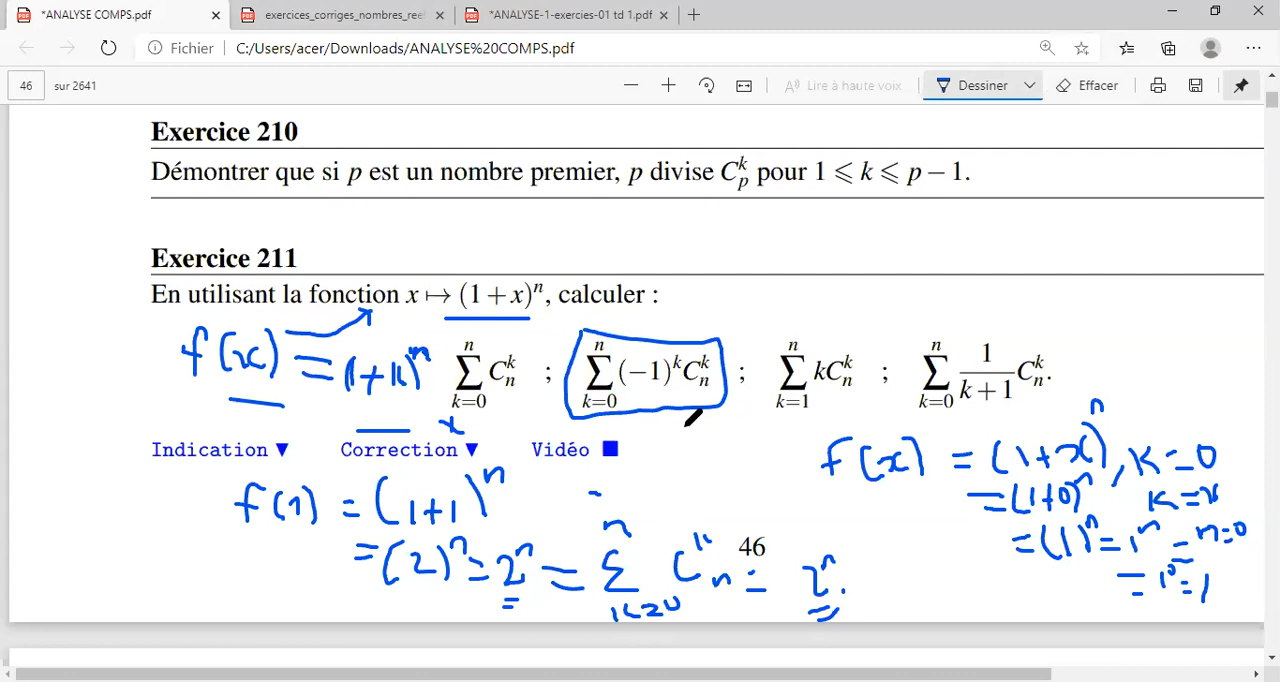 *ANALYSE COMPS.pdf
exercices_corriges_nombres_ree
*ANALYSE-1-exercies-01 td 1.pdf
Fichier | C:/Users/acer/Downloads/ANALYSE%20COMPS.pdf
46 sur 2641
Lire à haute voix
Dessiner
Effacer
Exercice 210
Démontrer que si p est un nombre premier, p divise C_p^k pour 1 ⩽ k ⩽ p − 1.
Exercice 211
En utilisant la fonction x ↦ (1 + x)^n, calculer :
f(x) = (1+x)^n
∑_{k=0}^{n} C_n^k ; ∑_{k=0}^{n} (−1)^k C_n^k ; ∑_{k=1}^{n} kC_n^k ; ∑_{k=0}^{n} 1/(k+1) C_n^k.
x
Indication ▼ Correction ▼ Vidéo ■
f(x) = (1+x)^n, k=0
= (1+0)^n
f(1) = (1+1)^n
= (1)^n = 1^n = n=0
= 1^0 = 1
= (2)^n = 2^n = ∑_{k=0}^{n} C_n^k = 2^n.
46